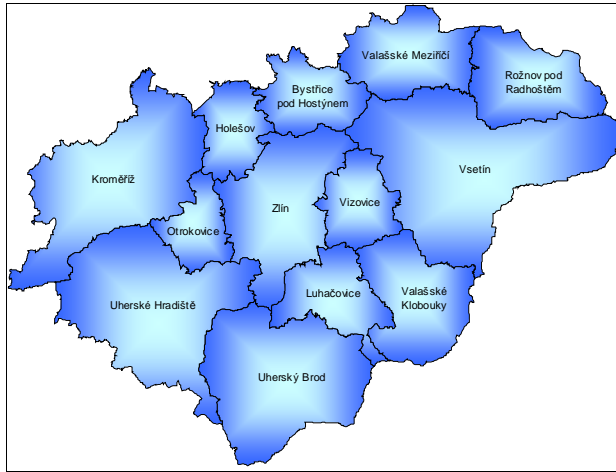 Valašské Meziříčí
Rožnov pod
Radhoštěm
Bystřice
pod Hostýnem
Holešov
Kroměříž
Vsetín
Zlín
Vizovice
Otrokovice
Uherské Hradiště
Luhačovice
Valašské
Klobouky
Uherský Brod